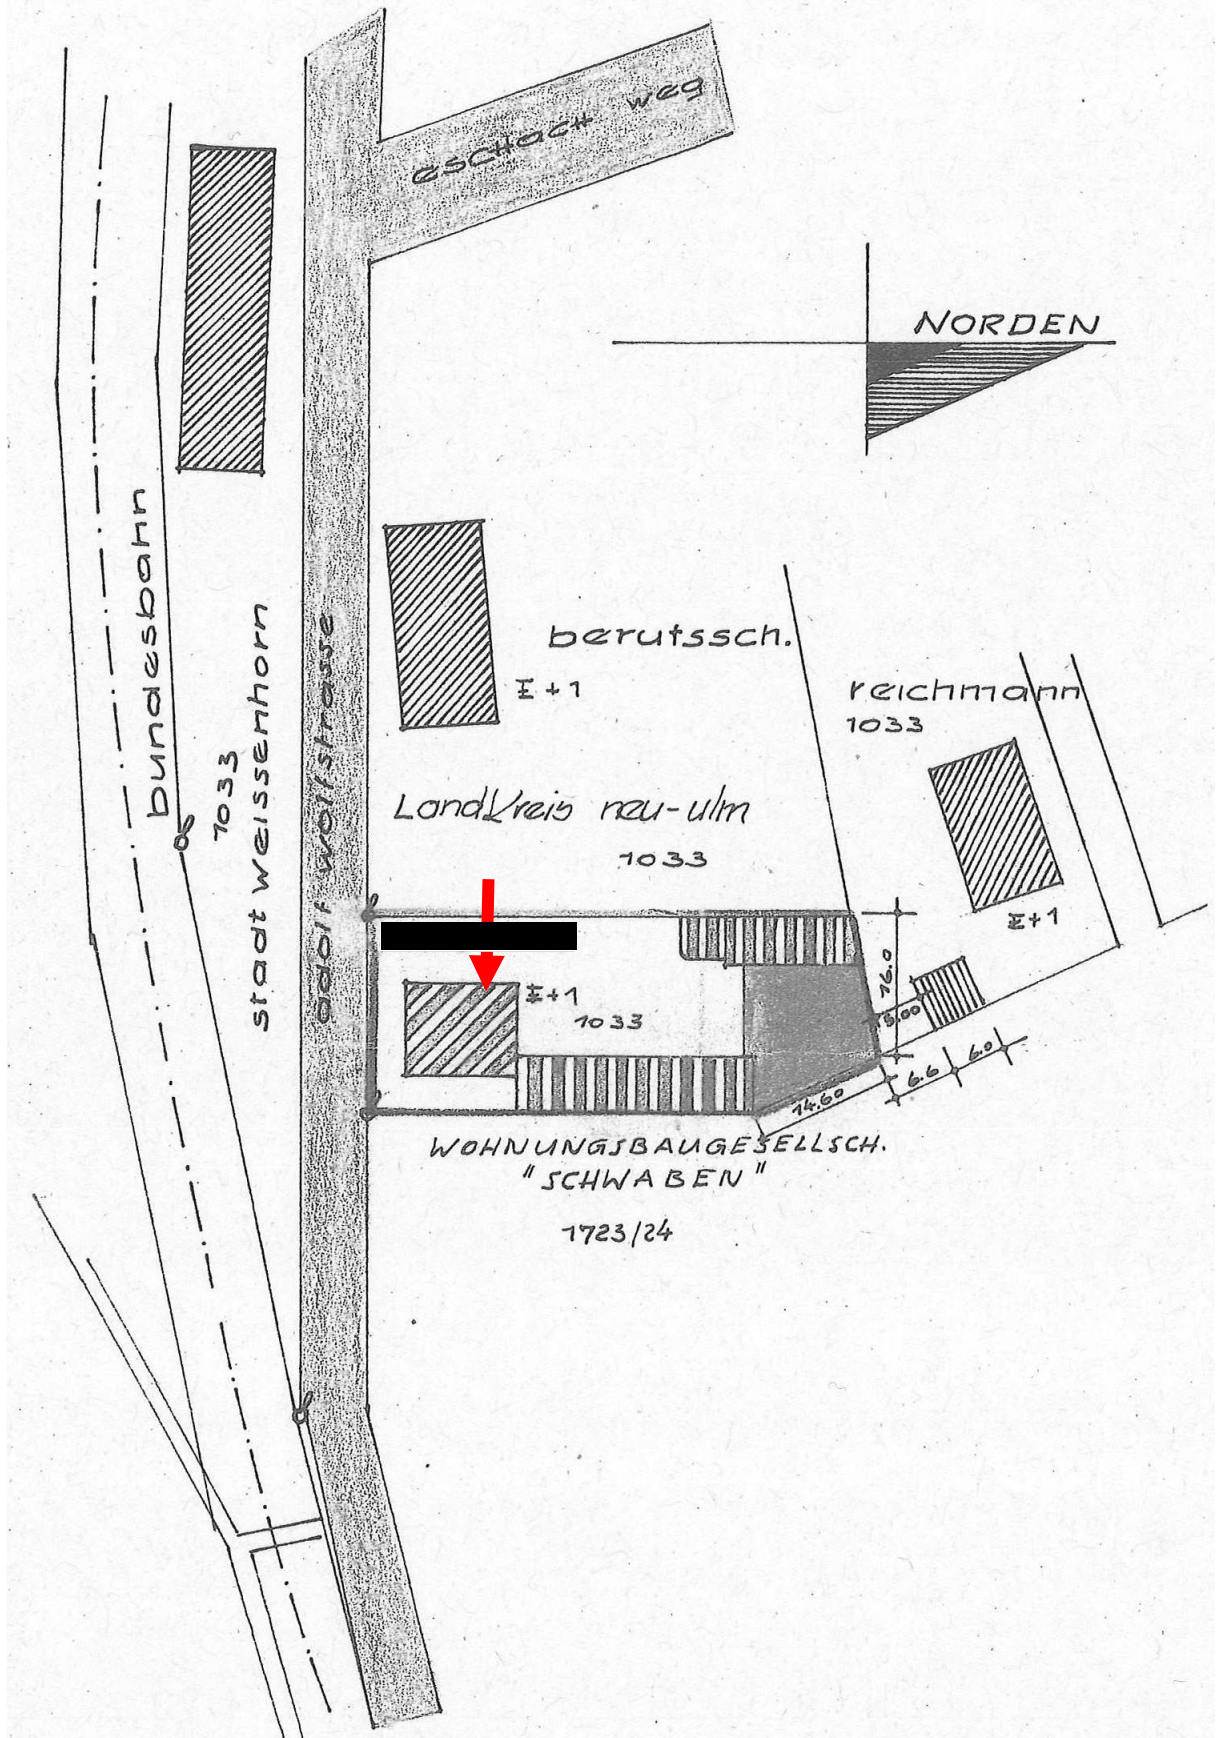 eschach weg
NORDEN
bundesbahn
1033
stadt weissenhorn
adolf wolfstrasse
berufssch.
E+1
reichmann
1033
Landkreis neu-ulm
1033
E+1
E+1
1033
16.0
5.00
6.6
6.0
14.60
WOHNUNGSBAUGESELLSCH.
"SCHWABEN"
1723/24